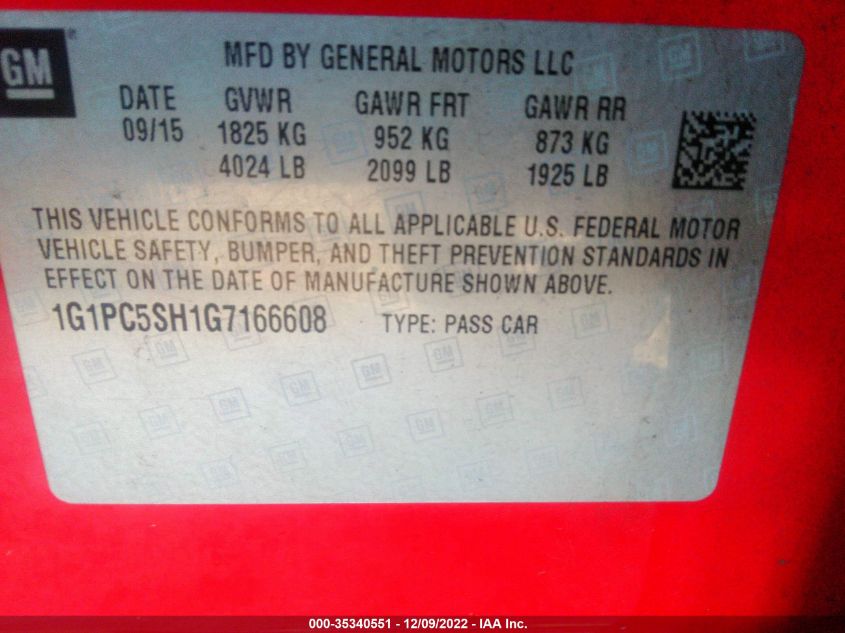 GM
MFD BY GENERAL MOTORS LLC
DATE GVWR GAWR FRT GAWR RR
09/15 1825 KG 952 KG 873 KG
4024 LB 2099 LB 1925 LB
THIS VEHICLE CONFORMS TO ALL APPLICABLE U.S. FEDERAL MOTOR
VEHICLE SAFETY, BUMPER, AND THEFT PREVENTION STANDARDS IN
EFFECT ON THE DATE OF MANUFACTURE SHOWN ABOVE.
1G1PC5SH1G7166608 TYPE: PASS CAR
000-35340551 - 12/09/2022 - IAA Inc.